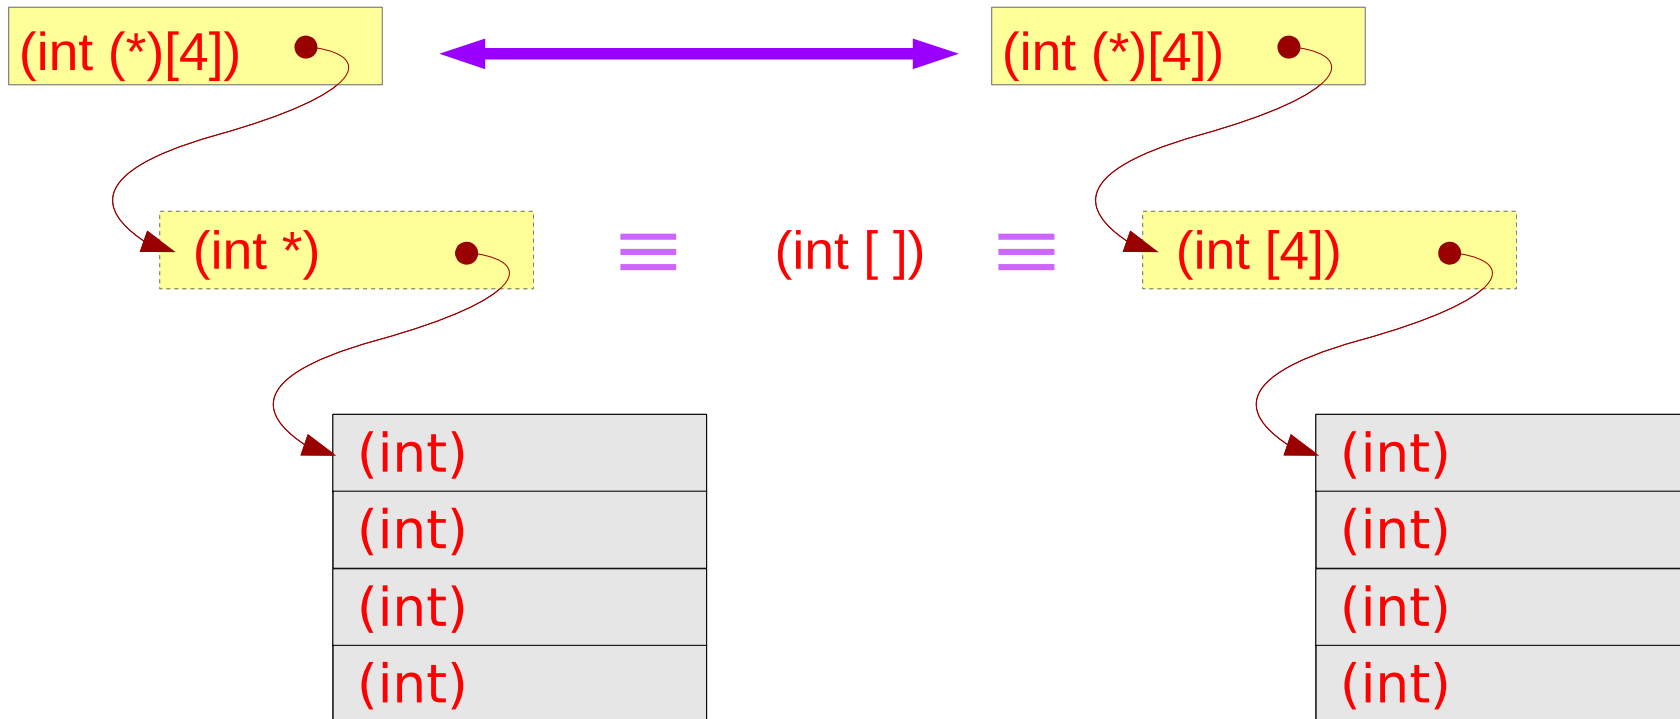 (int (*)[4])
(int (*)[4])
(int *)
≡
(int [ ])
≡
(int [4])
(int)
(int)
(int)
(int)
(int)
(int)
(int)
(int)